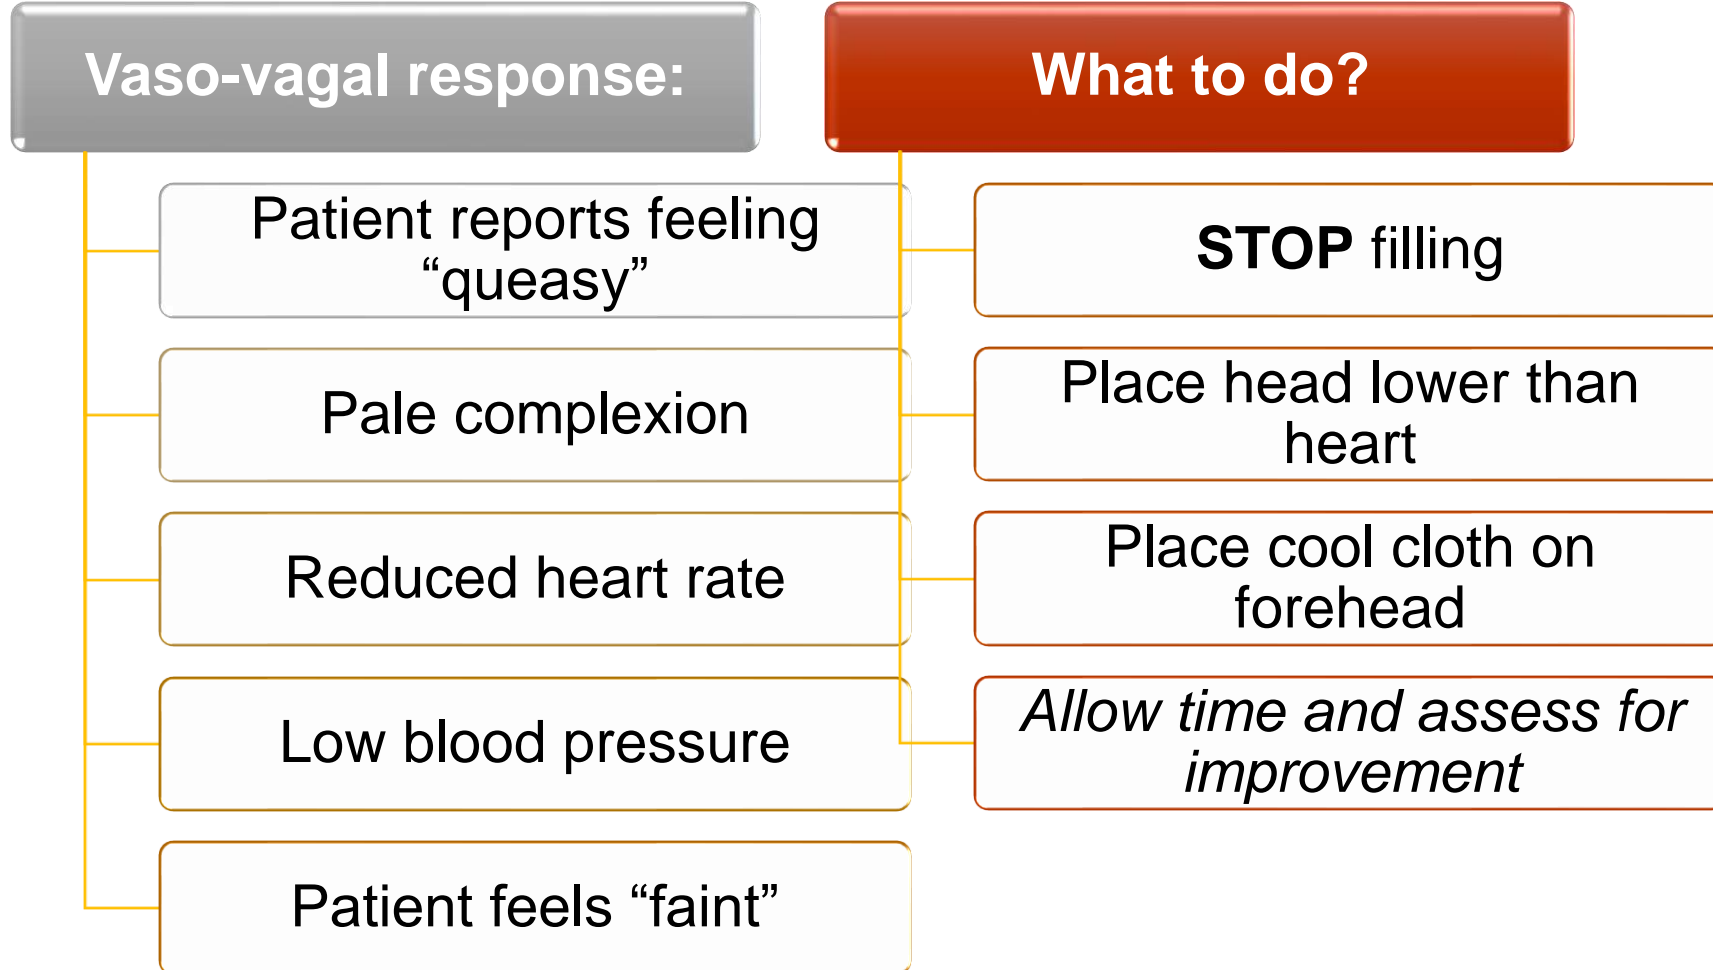 Vaso-vagal response:
Patient reports feeling
“queasy”
Pale complexion
Reduced heart rate
Low blood pressure
Patient feels “faint”
What to do?
STOP filling
Place head lower than
heart
Place cool cloth on
forehead
Allow time and assess for
improvement